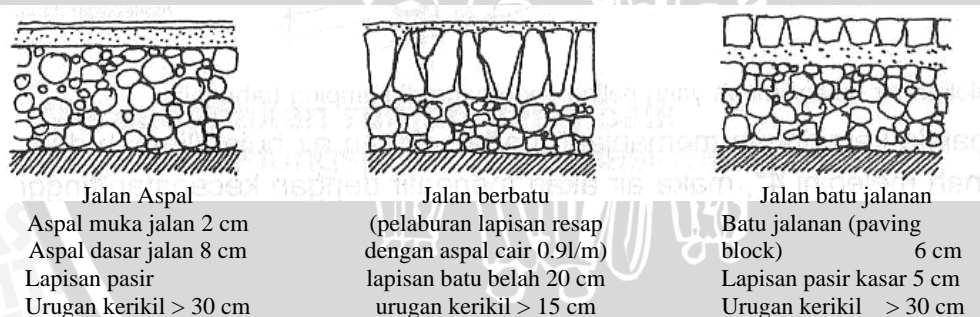 Jalan Aspal
Aspal muka jalan 2 cm
Aspal dasar jalan 8 cm
Lapisan pasir
Urugan kerikil > 30 cm
Jalan berbatu
(pelaburan lapisan resap
dengan aspal cair 0.9l/m)
lapisan batu belah 20 cm
urugan kerikil > 15 cm
Jalan batu jalanan
Batu jalanan (paving
block) 6 cm
Lapisan pasir kasar 5 cm
Urugan kerikil > 30 cm